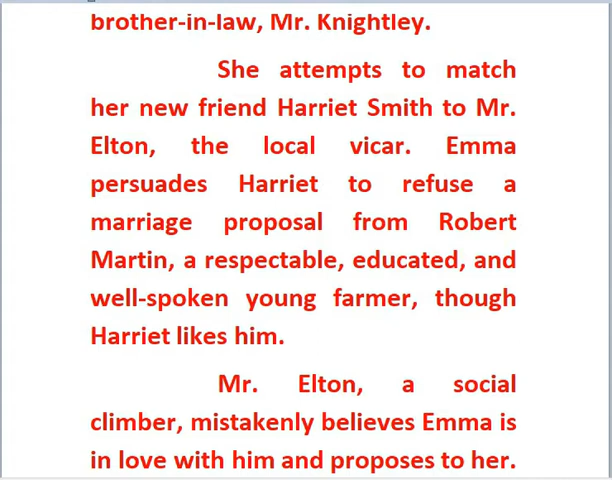 brother-in-law, Mr. Knightley.
She attempts to match
her new friend Harriet Smith to Mr.
Elton, the local vicar. Emma
persuades Harriet to refuse a
marriage proposal from Robert
Martin, a respectable, educated, and
well-spoken young farmer, though
Harriet likes him.
Mr. Elton, a social
climber, mistakenly believes Emma is
in love with him and proposes to her.